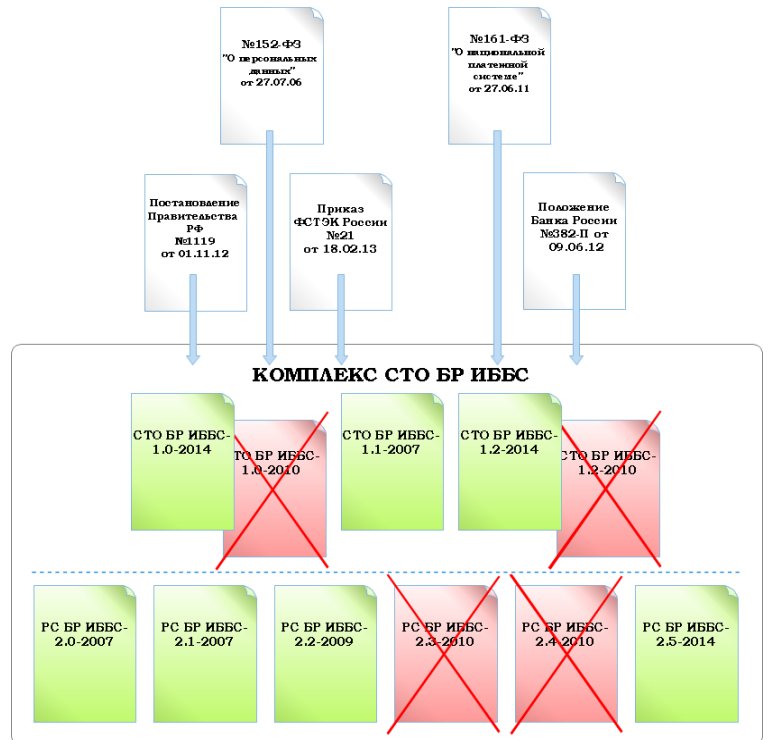 №152-ФЗ
"О персональных
данных"
от 27.07.06
№161-ФЗ
"О национальной
платежной
системе"
от 27.06.11
Постановление
Правительства
РФ
№1119
от 01.11.12
Приказ
ФСТЭК России
№21
от 18.02.13
Положение
Банка России
№382-П от
09.06.12
КОМПЛЕКС СТО БР ИББС
СТО БР ИББС-
1.0-2014
СТО БР ИББС-
1.0-2010
СТО БР ИББС-
1.1-2007
СТО БР ИББС-
1.2-2014
СТО БР ИББС-
1.2-2010
РС БР ИББС-
2.0-2007
РС БР ИББС-
2.1-2007
РС БР ИББС-
2.2-2009
РС БР ИББС-
2.3-2010
РС БР ИББС-
2.4-2010
РС БР ИББС-
2.5-2014